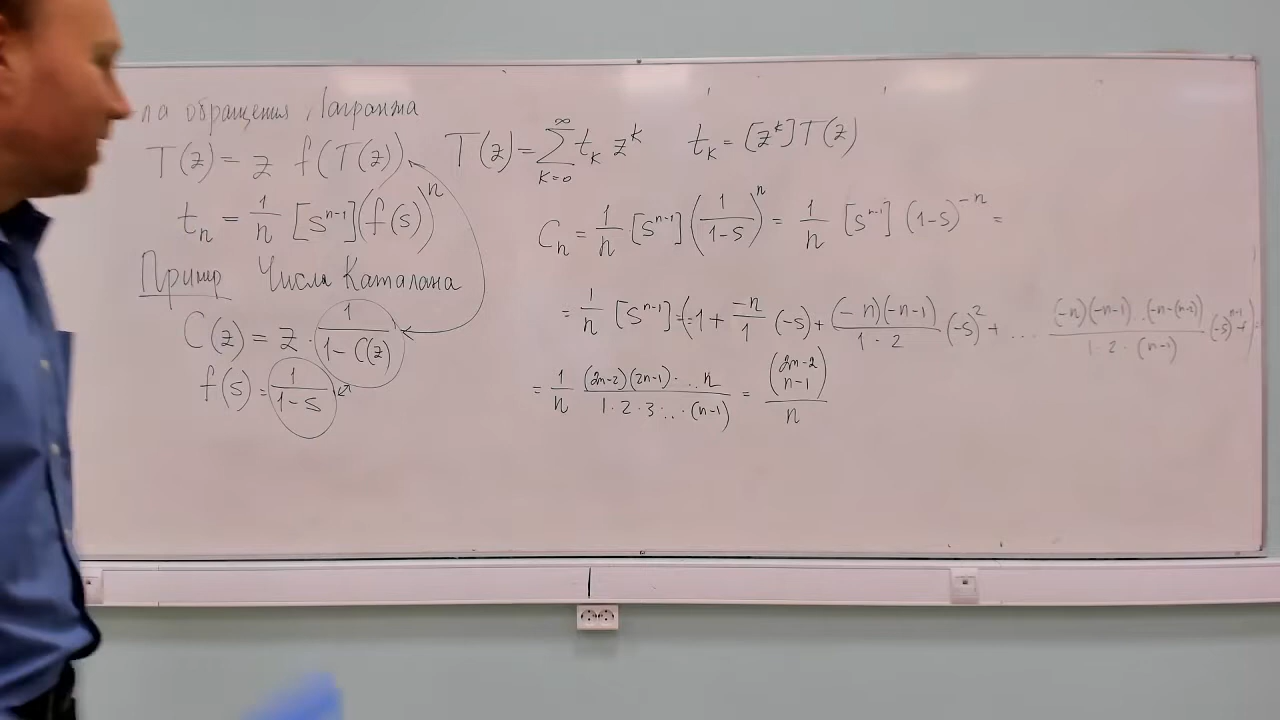 ла обращения Лагранжа
T(z) = z f(T(z))
t_n = 1/n [s^{n-1}](f(s))^n
Пример Числа Каталана
C(z) = z · 1/(1 - C(z))
f(s) = 1/(1-s)
T(z) = ∑_{k=0}^{∞} t_k z^k t_k = [z^k] T(z)
C_n = 1/n [s^{n-1}] (1/(1-s))^n = 1/n [s^{n-1}] (1-s)^{-n} =
= 1/n [s^{n-1}] (1 + -n/1 (-s) + (-n)(-n-1)/(1·2) (-s)^2 + ... (-n)(-n-1)..(-n-(n-2))/(1·2·(n-1)) (-s)^{n-1}
= 1/n (2n-2)(2n-1)·...n/(1·2·3...·(n-1)) = (2n-2 n-1)/n